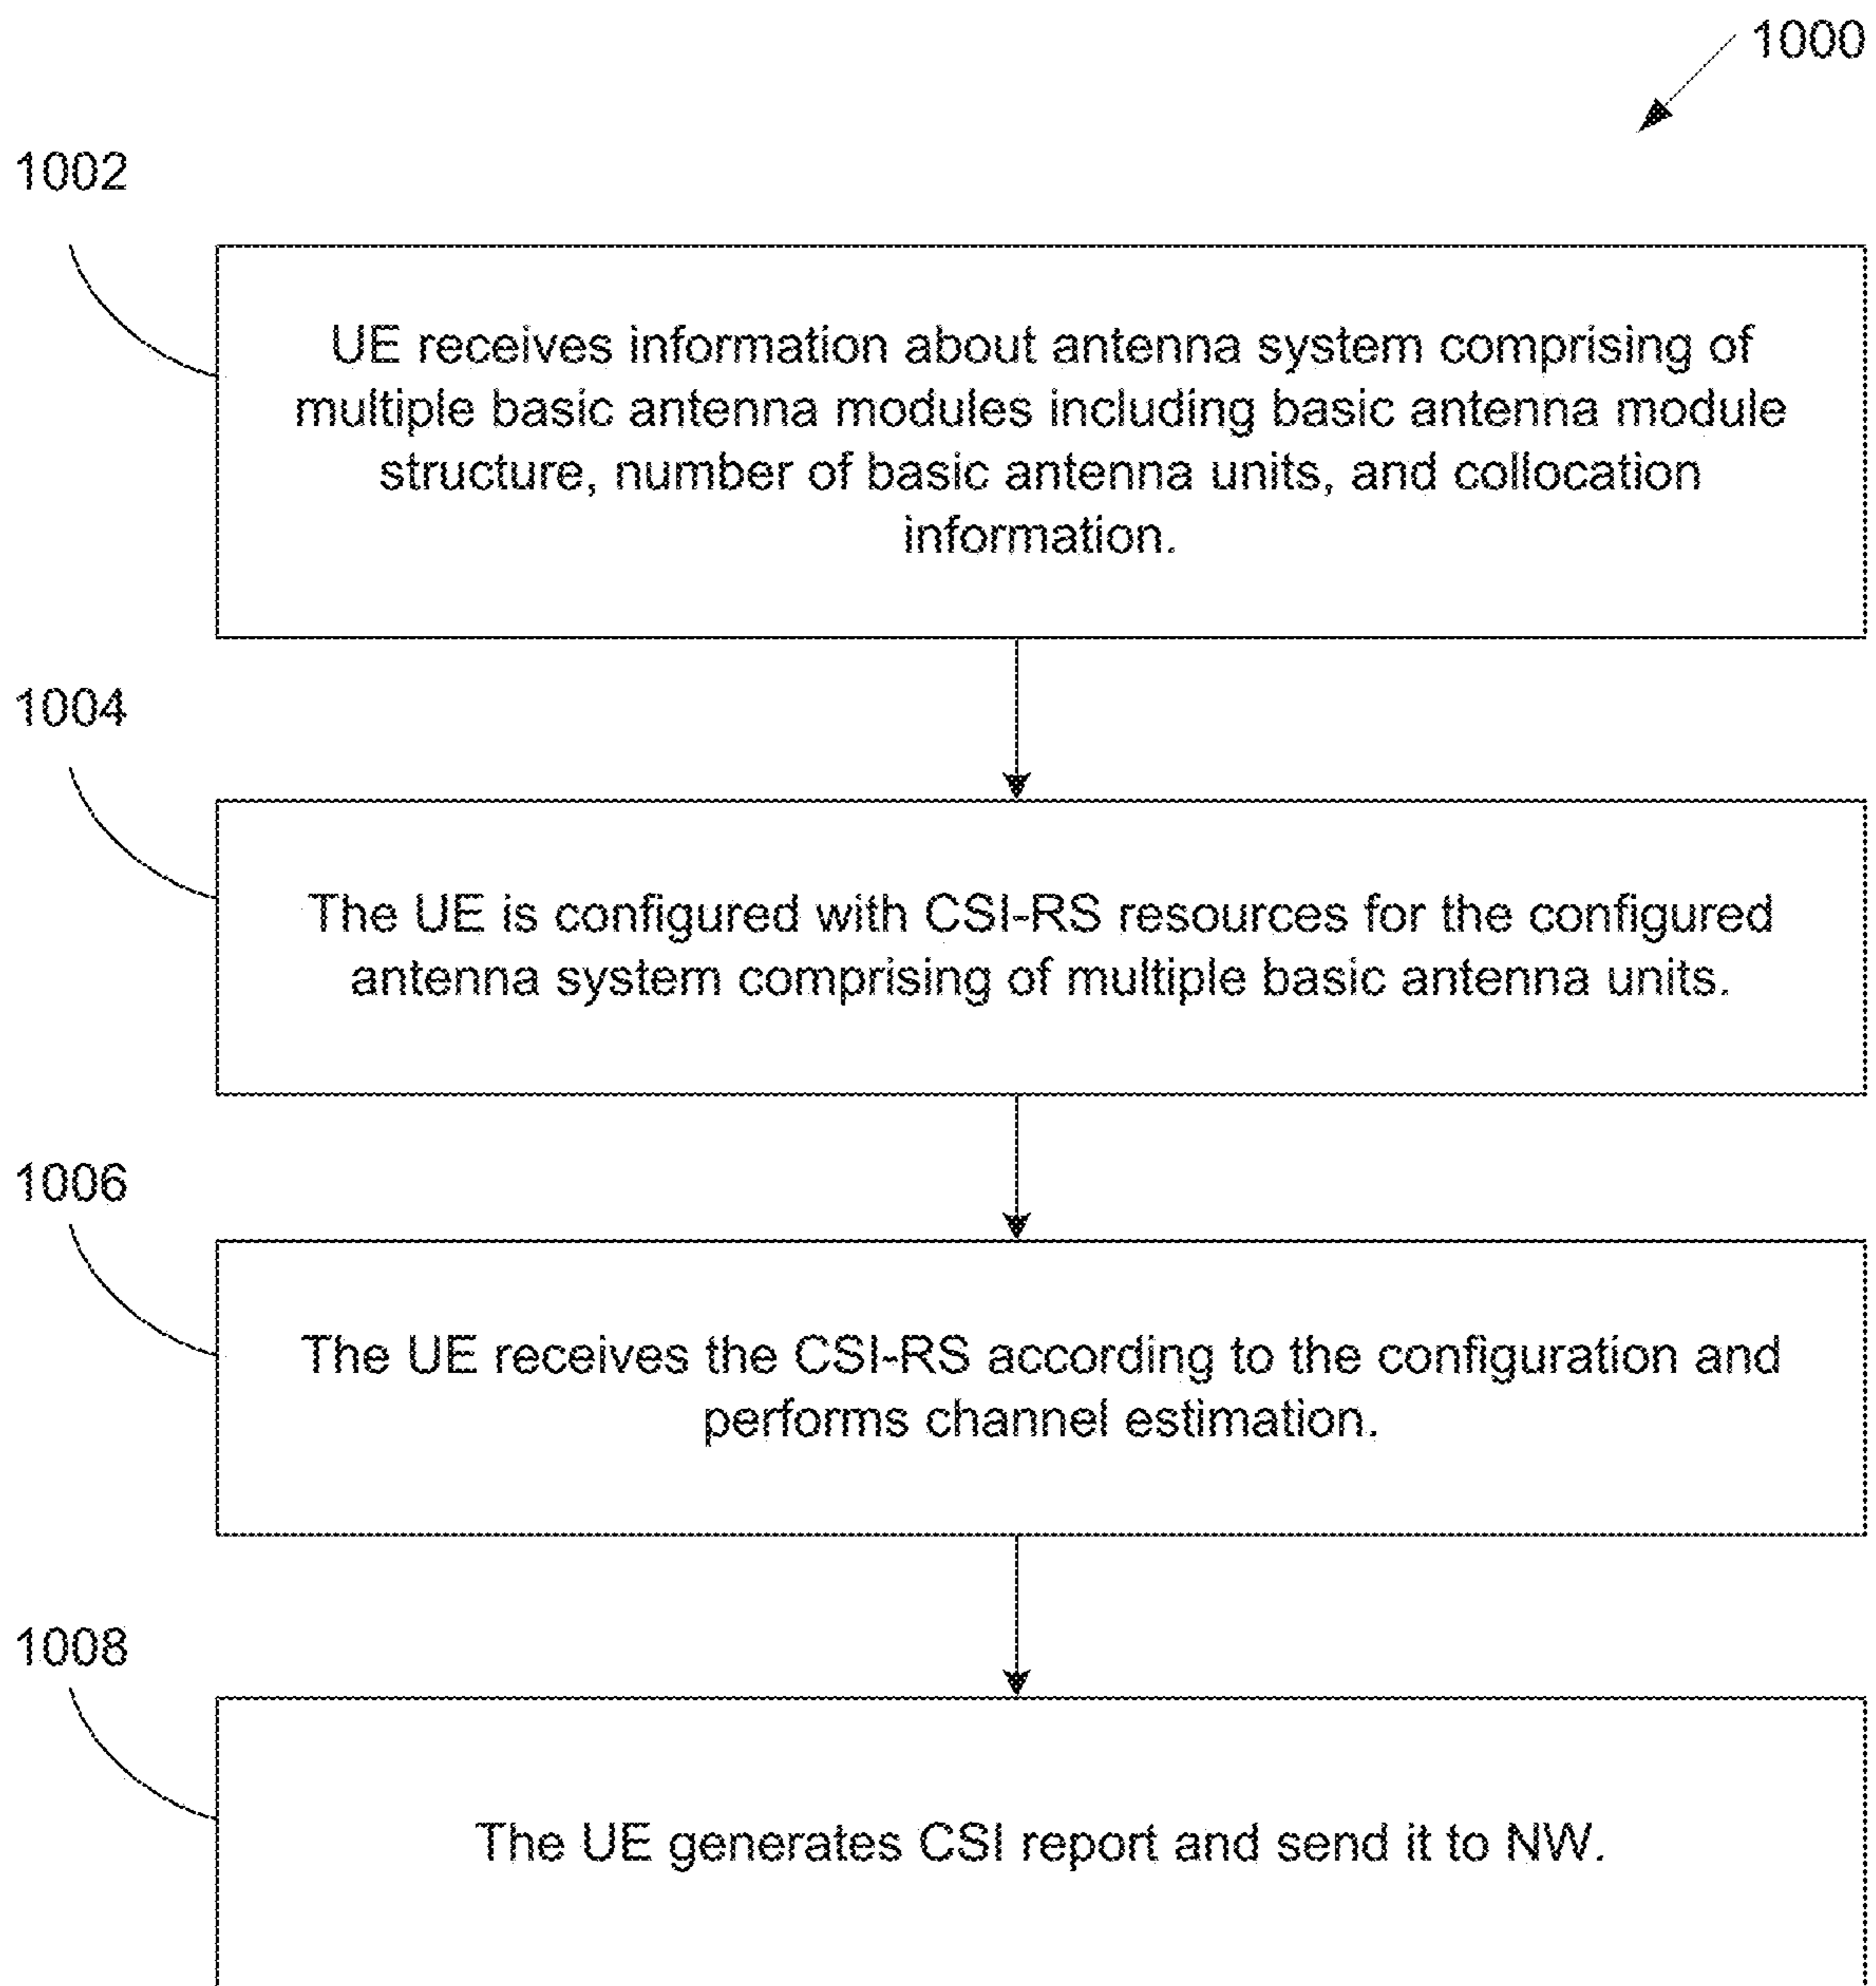 1000
1002
UE receives information about antenna system comprising of
multiple basic antenna modules including basic antenna module
structure, number of basic antenna units, and collocation
information.
1004
The UE is configured with CSI-RS resources for the configured
antenna system comprising of multiple basic antenna units.
1006
The UE receives the CSI-RS according to the configuration and
performs channel estimation.
1008
The UE generates CSI report and send it to NW.